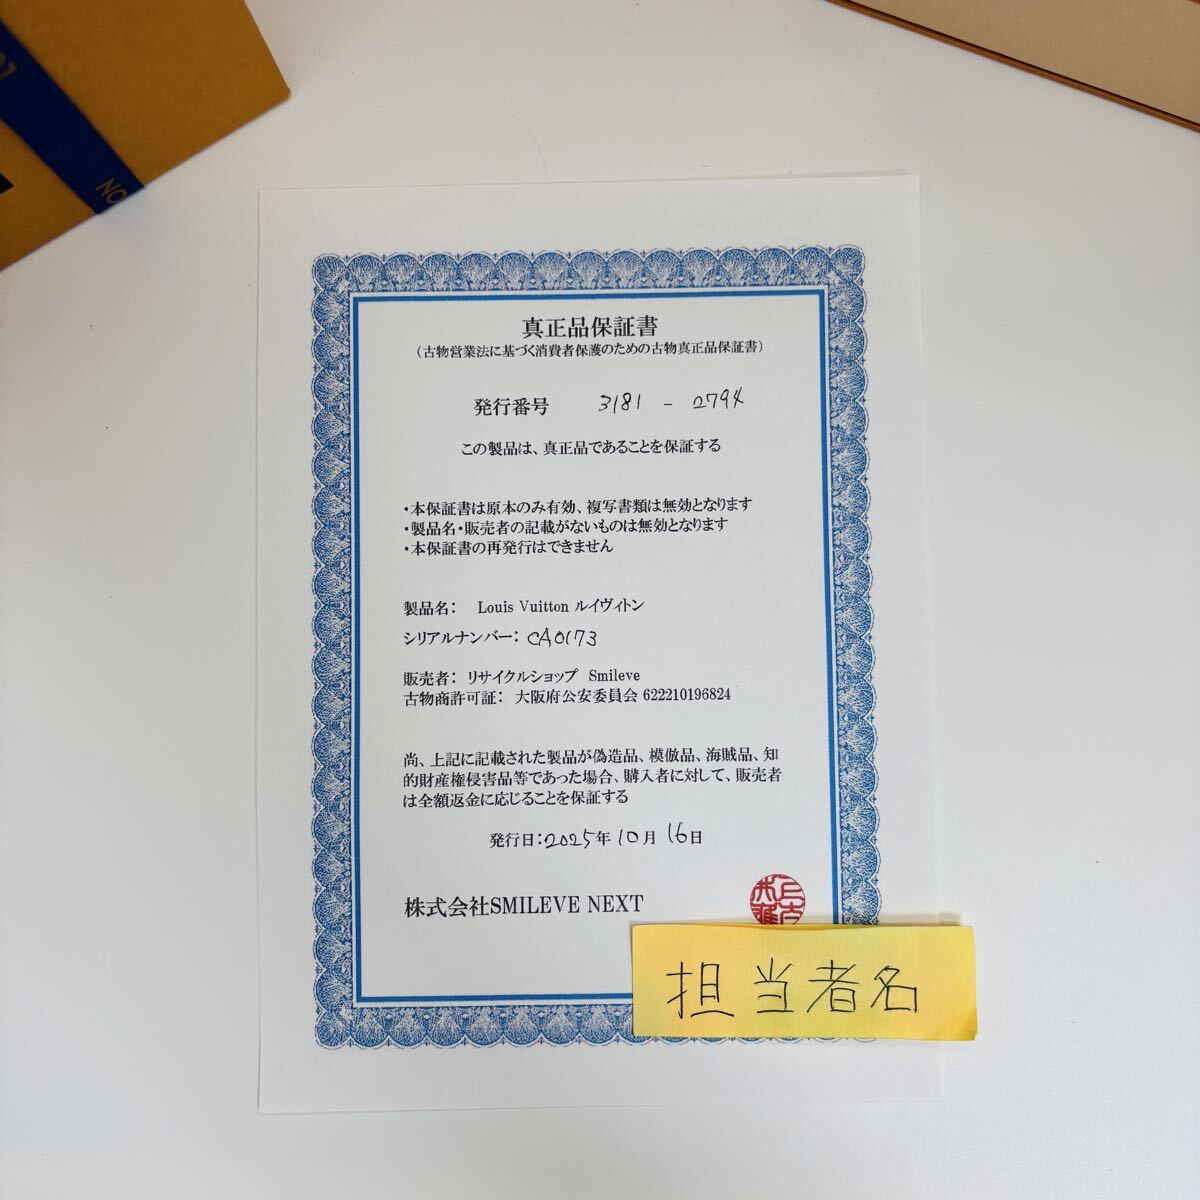 NO
真正品保証書
（古物営業法に基づく消費者保護のための古物真正品保証書）
発行番号 3181 - 2794
この製品は、真正品であることを保証する
・本保証書は原本のみ有効、複写書類は無効となります
・製品名・販売者の記載がないものは無効となります
・本保証書の再発行はできません
製品名： Louis Vuitton ルイヴィトン
シリアルナンバー： CA0173
販売者： リサイクルショップ Smileve
古物商許可証： 大阪府公安委員会 622210196824
尚、上記に記載された製品が偽造品、模倣品、海賊品、知
的財産権侵害品等であった場合、購入者に対して、販売者
は全額返金に応じることを保証する
発行日：2025年 10月 16日
株式会社SMILEVE NEXT
担当者名